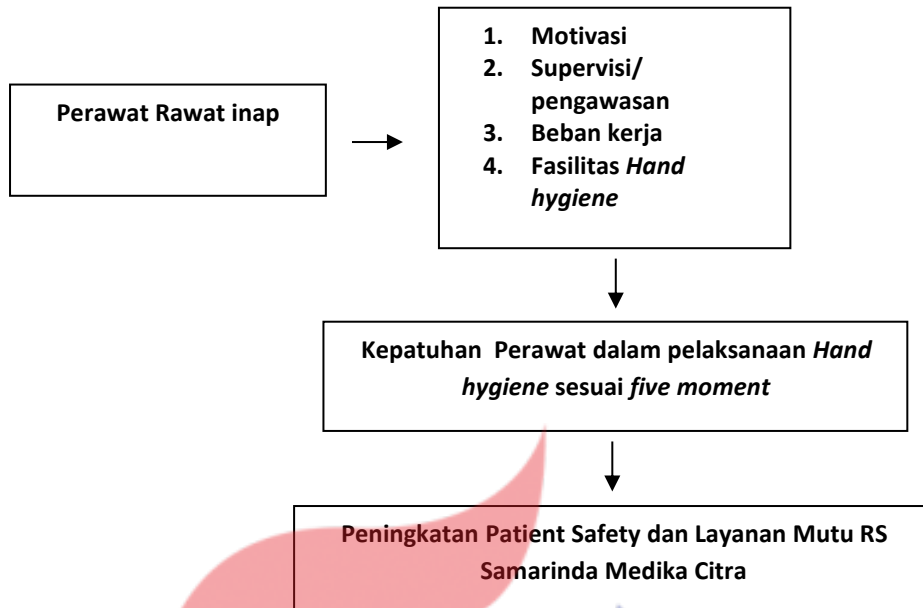 Perawat Rawat inap
1. Motivasi
2. Supervisi/
pengawasan
3. Beban kerja
4. Fasilitas Hand
hygiene
Kepatuhan Perawat dalam pelaksanaan Hand
hygiene sesuai five moment
Peningkatan Patient Safety dan Layanan Mutu RS
Samarinda Medika Citra